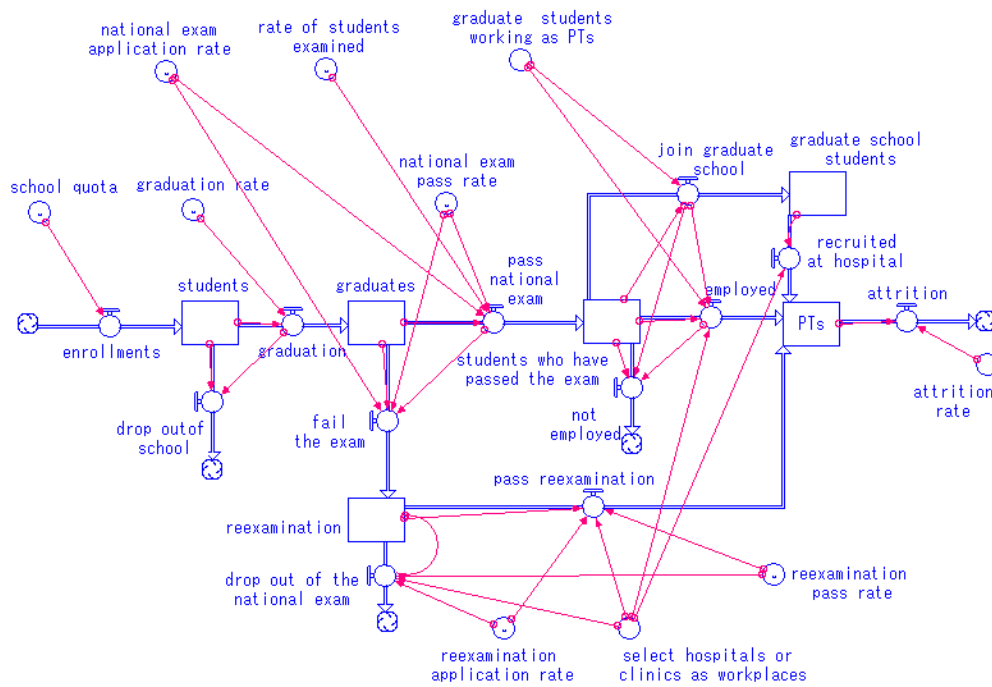 national exam
application rate
rate of students
examined
graduate students
working as PTs
school quota
graduation rate
national exam
pass rate
join graduate
school
graduate school
students
students
graduates
pass
national
exam
employed
recruited
at hospital
PTs
attrition
enrollments
graduation
students who have
passed the exam
attrition
rate
drop outof
school
fail
the exam
not
employed
pass reexamination
reexamination
drop out of the
national exam
reexamination
pass rate
reexamination
application rate
select hospitals or
clinics as workplaces